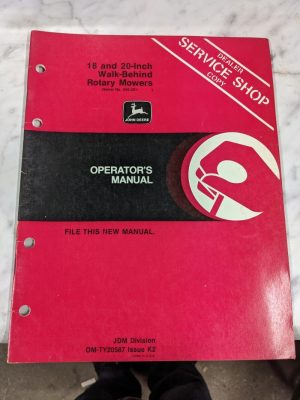 18 and 20-Inch
Walk-Behind
Rotary Mowers
DEALER
SERVICE SHOP
COPY
JOHN DEERE
OPERATOR'S
MANUAL
FILE THIS NEW MANUAL.
JDM Division
OM-TY20567 Issue K2